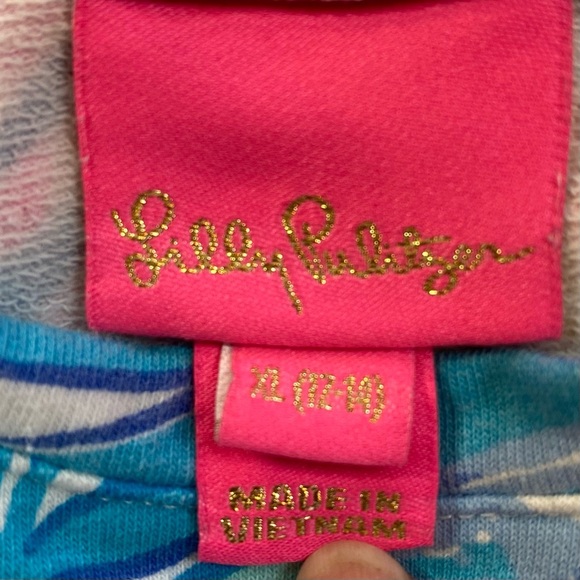 Lilly Pulitzer
XL (12-14)
MADE IN
VIETNAM